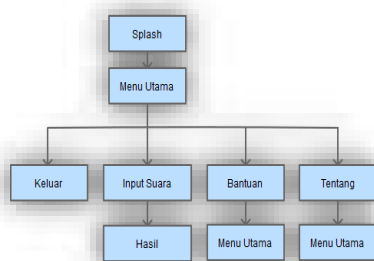 Splash
Menu Utama
Keluar
Input Suara
Bantuan
Tentang
Hasil
Menu Utama
Menu Utama